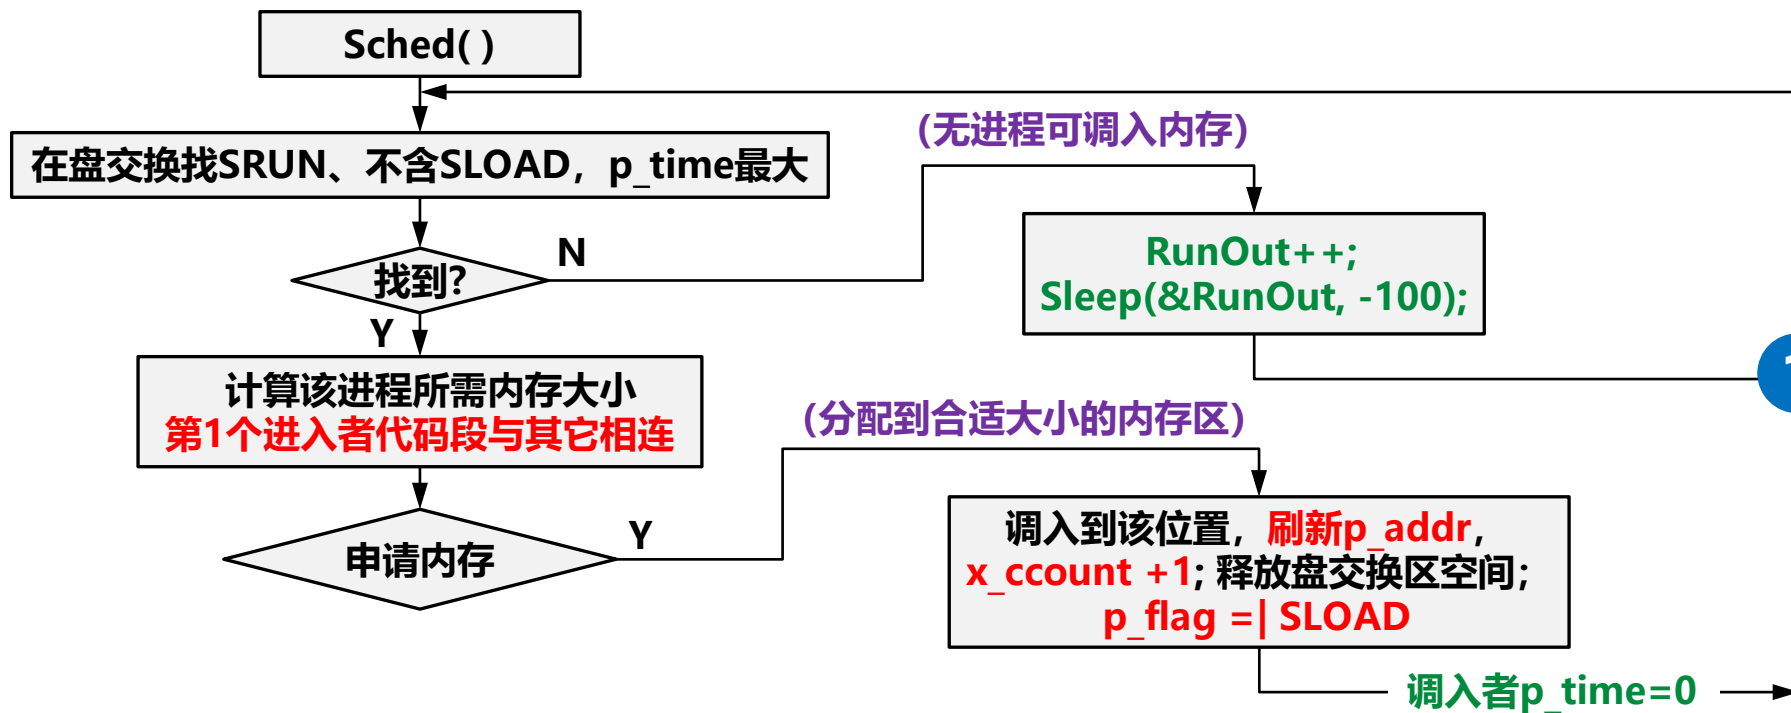 Sched( )
在盘交换找SRUN、不含SLOAD，p_time最大
(无进程可调入内存)
找到?
N
RunOut++;
Sleep(&RunOut, -100);
Y
计算该进程所需内存大小
第1个进入者代码段与其它相连
(分配到合适大小的内存区)
申请内存
Y
调入到该位置，刷新p_addr，
x_ccount +1; 释放盘交换区空间；
p_flag =| SLOAD
调入者p_time=0